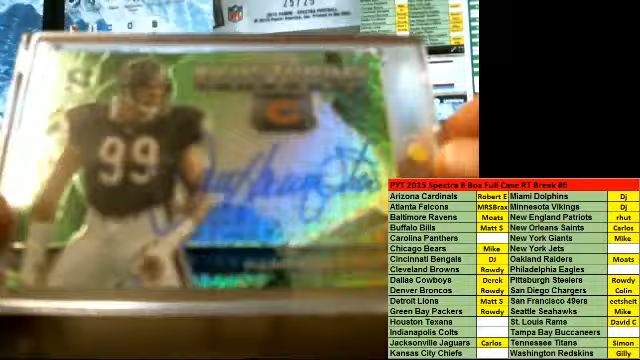 25/25
NFL
99
C
PYT 2015 Spectra 8 Box Full Case RT Break #6
Arizona Cardinals Robert E Miami Dolphins Dj
Atlanta Falcons MRSBrax Minnesota Vikings Dj
Baltimore Ravens Moats New England Patriots rhut
Buffalo Bills Matt S New Orleans Saints Carlos
Carolina Panthers New York Giants Mike
Chicago Bears Mike New York Jets
Cincinnati Bengals DJ Oakland Raiders Moats
Cleveland Browns Rowdy Philadelphia Eagles
Dallas Cowboys Derek Pittsburgh Steelers Rowdy
Denver Broncos Rowdy San Diego Chargers Colin
Detroit Lions Matt S San Francisco 49ers eetsheit
Green Bay Packers Rowdy Seattle Seahawks Mike
Houston Texans St. Louis Rams David C
Indianapolis Colts Tampa Bay Buccaneers
Jacksonville Jaguars Carlos Tennessee Titans Simon
Kansas City Chiefs Washington Redskins Gilly